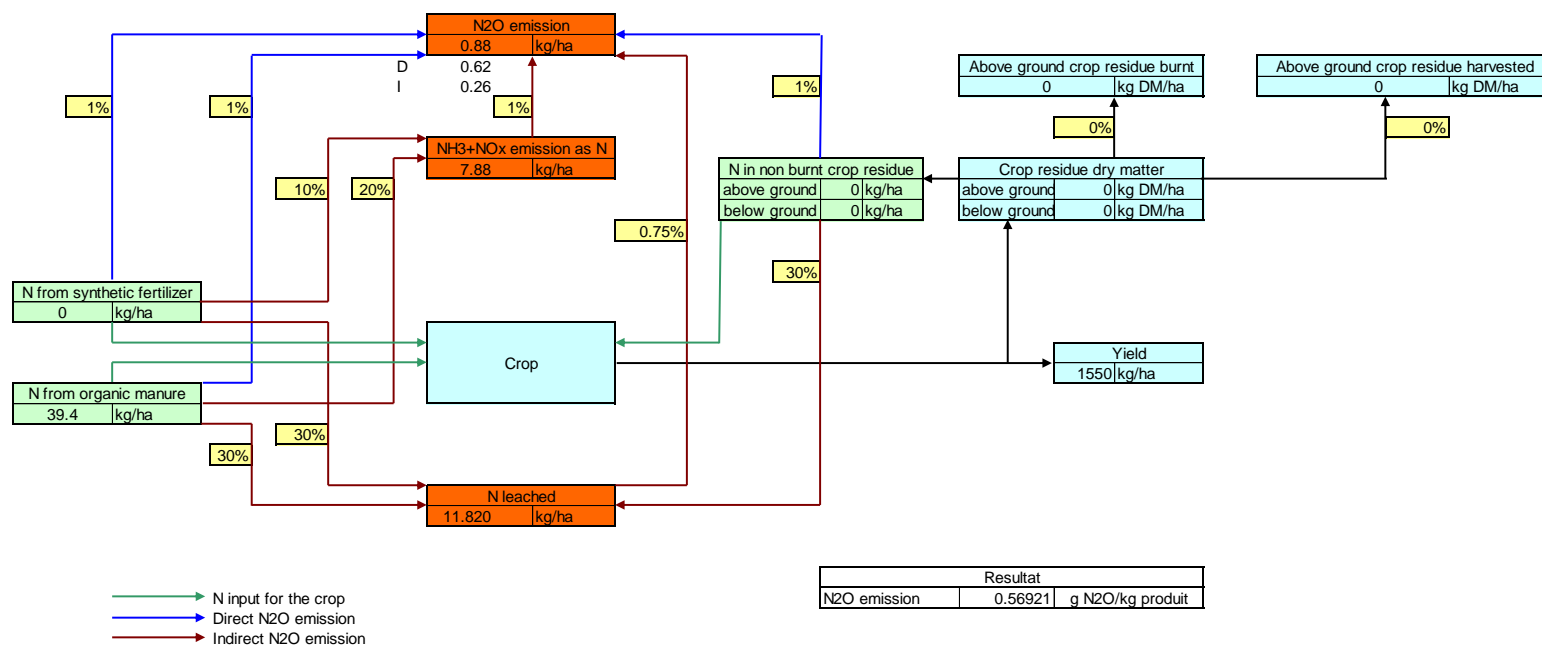 N2O emission
0.88 kg/ha
D 0.62
I 0.26
Above ground crop residue burnt
0 kg DM/ha
Above ground crop residue harvested
0 kg DM/ha
1%
1%
1%
1%
0%
0%
NH3+NOx emission as N
7.88 kg/ha
N in non burnt crop residue
above ground 0 kg/ha
below ground 0 kg/ha
Crop residue dry matter
above ground 0 kg DM/ha
below ground 0 kg DM/ha
10%
20%
0.75%
30%
N from synthetic fertilizer
0 kg/ha
Crop
Yield
1550 kg/ha
N from organic manure
39.4 kg/ha
30%
30%
N leached
11.820 kg/ha
Resultat
N2O emission 0.56921 g N2O/kg produit
N input for the crop
Direct N2O emission
Indirect N2O emission